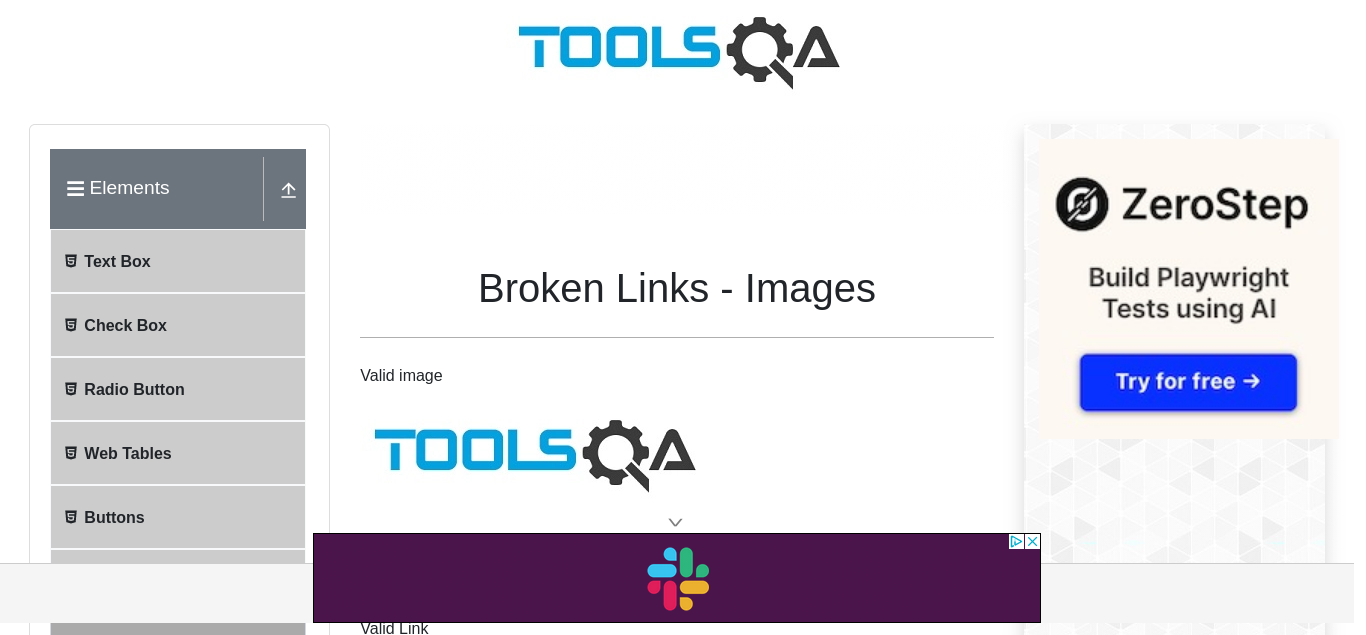 TOOLSQA
Elements
Text Box
Check Box
Radio Button
Web Tables
Buttons
Broken Links - Images
Valid image
TOOLSQA
Valid Link
ZeroStep
Build Playwright
Tests using AI
Try for free →